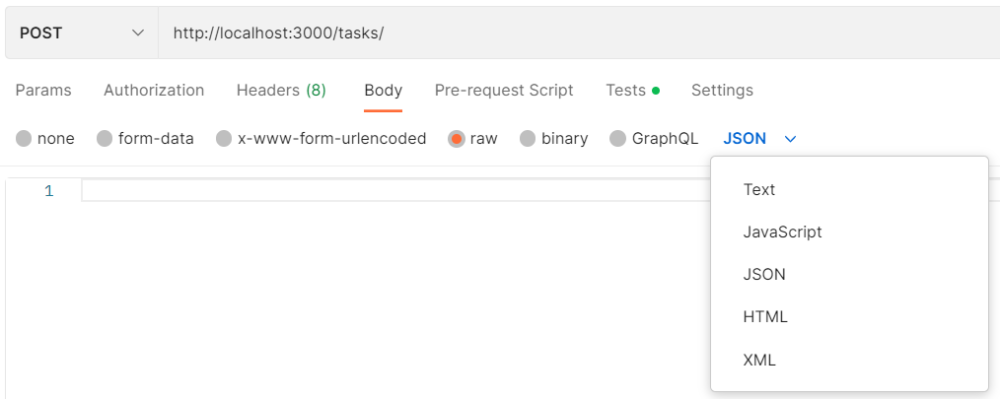 POST http://localhost:3000/tasks/
Params Authorization Headers (8) Body Pre-request Script Tests Settings
none form-data x-www-form-urlencoded raw binary GraphQL JSON
1
Text
JavaScript
JSON
HTML
XML